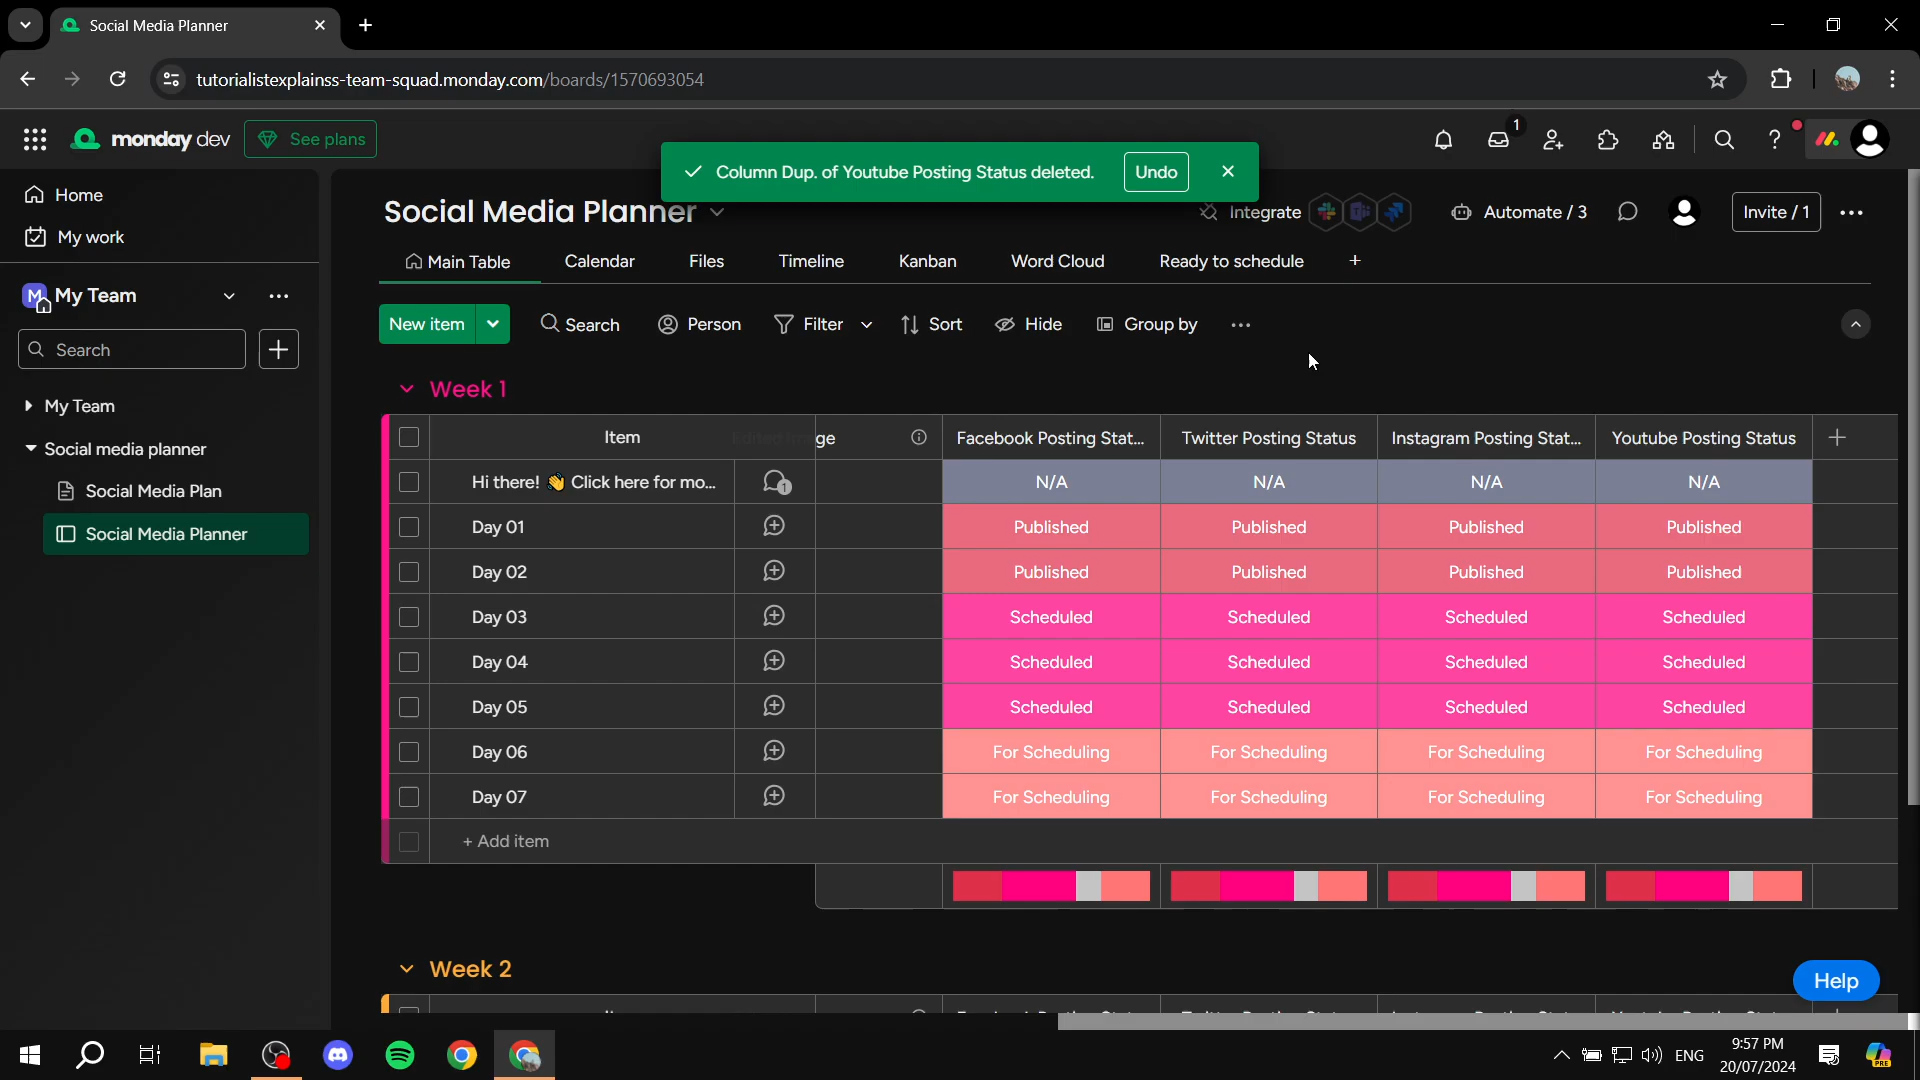 Social Media Planner
tutorialistexplainss-team-squad.monday.com/boards/1570693054
monday dev
See plans
1
Column Dup. of Youtube Posting Status deleted.
Undo
Home
My work
My Team
Search
My Team
Social media planner
Social Media Plan
Social Media Planner
Social Media Planner
Integrate
Automate / 3
Invite / 1
Main Table
Calendar
Files
Timeline
Kanban
Word Cloud
Ready to schedule
New item
Search
Person
Filter
Sort
Hide
Group by
Week 1
Item
ge
Facebook Posting Stat...
Twitter Posting Status
Instagram Posting Stat...
Youtube Posting Status
Hi there! 👋 Click here for mo...
1
N/A
N/A
N/A
N/A
Day 01
Published
Published
Published
Published
Day 02
Published
Published
Published
Published
Day 03
Scheduled
Scheduled
Scheduled
Scheduled
Day 04
Scheduled
Scheduled
Scheduled
Scheduled
Day 05
Scheduled
Scheduled
Scheduled
Scheduled
Day 06
For Scheduling
For Scheduling
For Scheduling
For Scheduling
Day 07
For Scheduling
For Scheduling
For Scheduling
For Scheduling
+ Add item
Week 2
Help
ENG
9:57 PM
20/07/2024